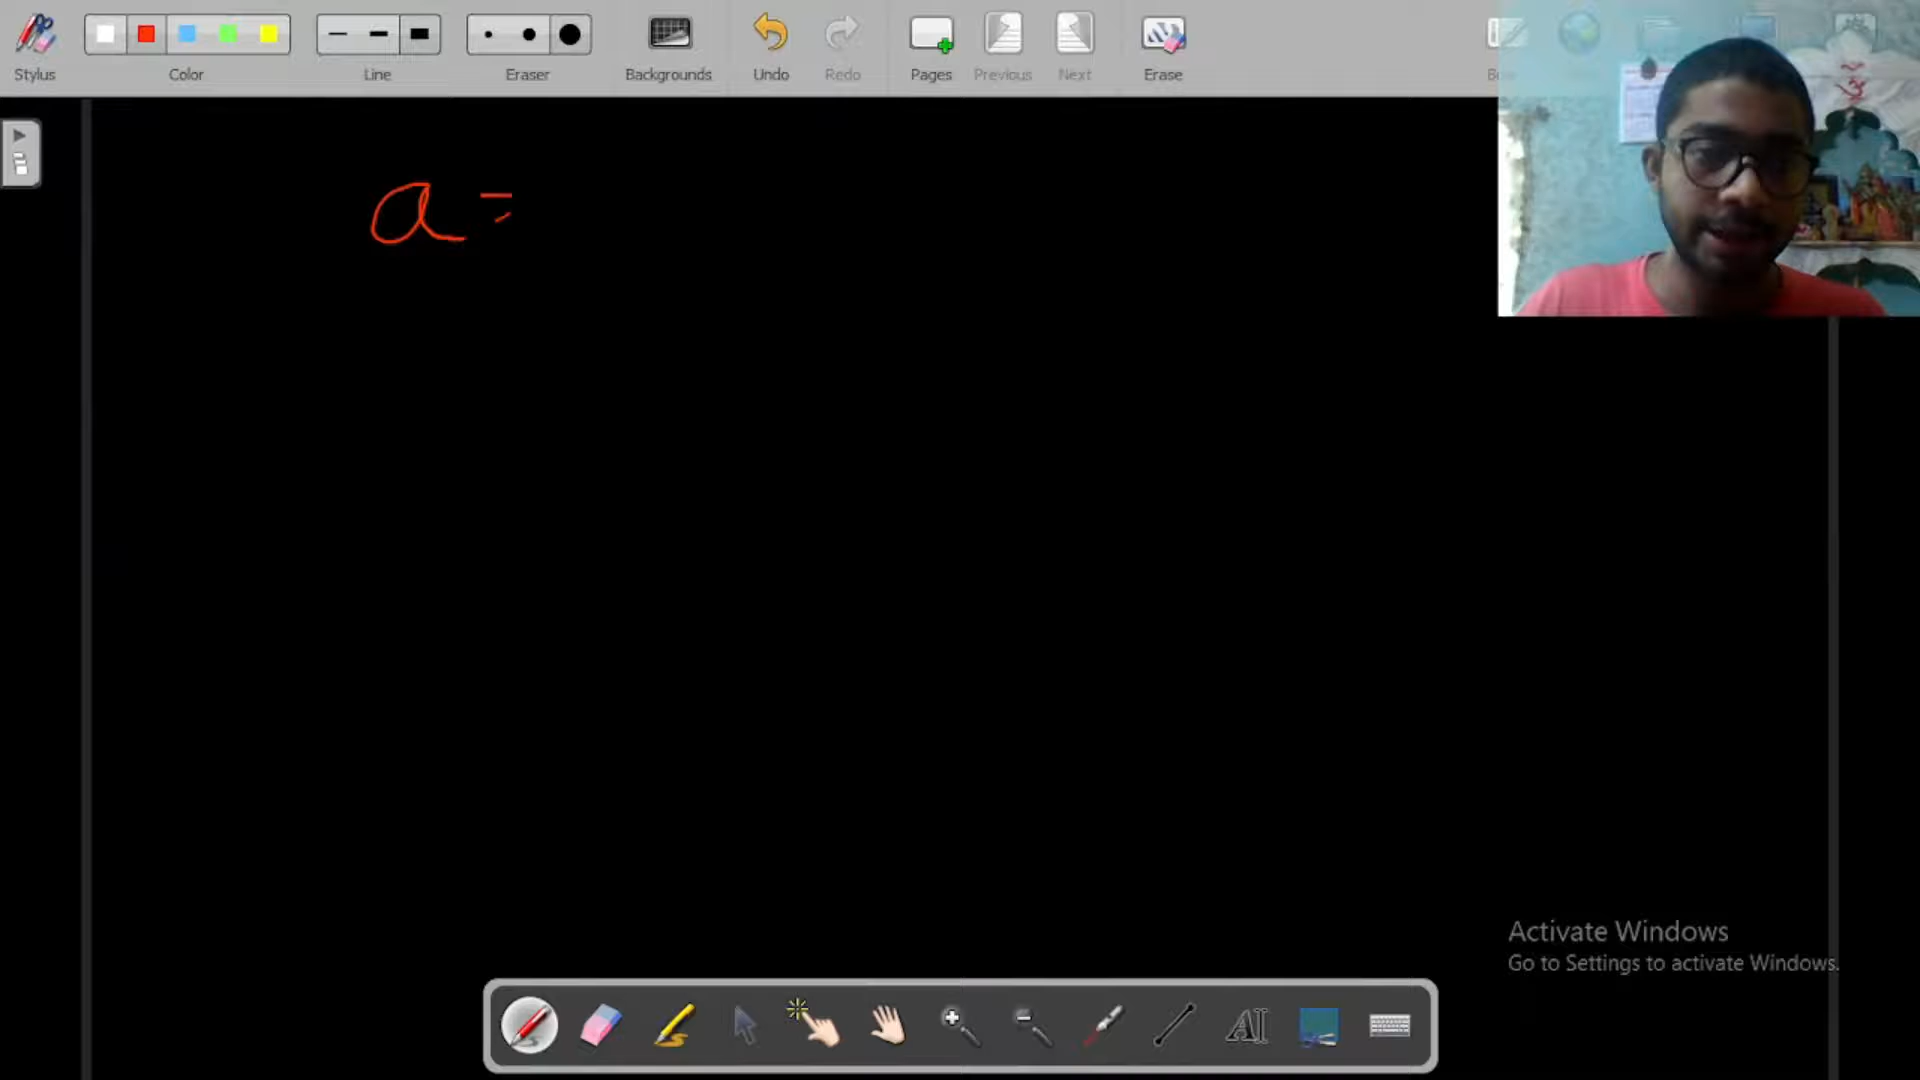 Stylus Color Line Eraser Backgrounds Undo Redo Pages Previous Next Erase
a =
Activate Windows
Go to Settings to activate Windows.
AI